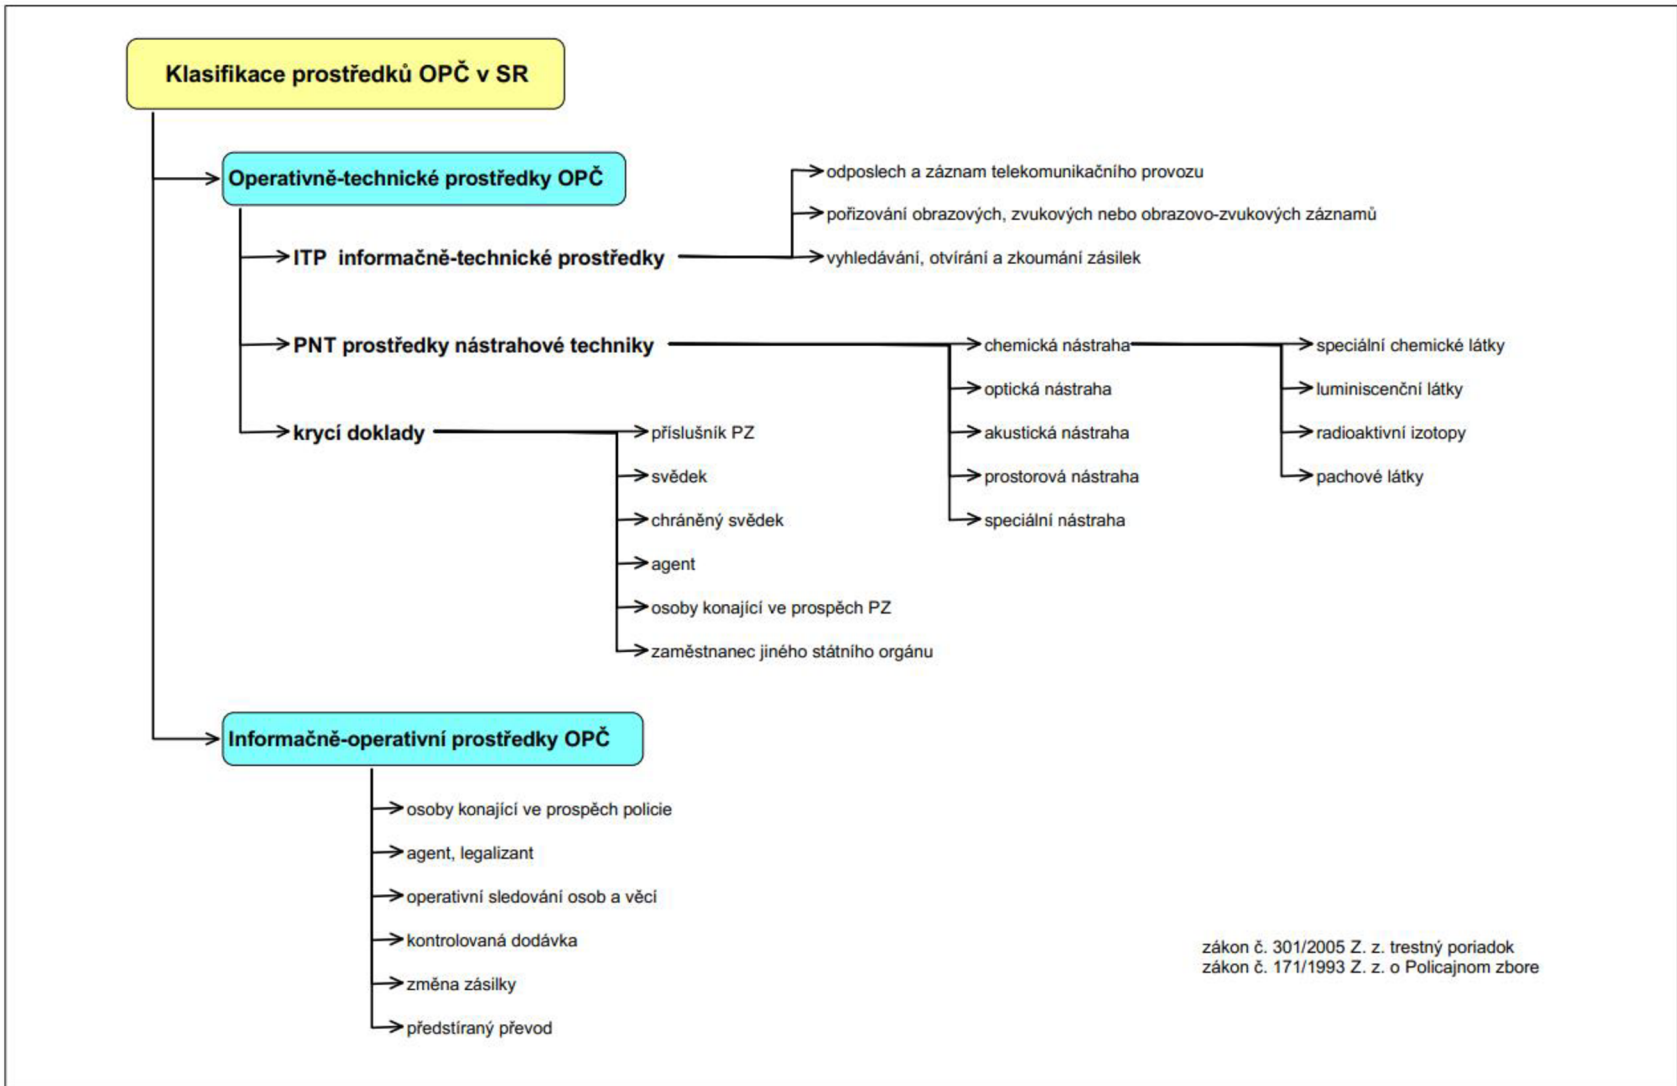 Klasifikace prostředků OPČ v SR
Operativně-technické prostředky OPČ
odposlech a záznam telekomunikačního provozu
pořizování obrazových, zvukových nebo obrazovo-zvukových záznamů
ITP informačně-technické prostředky
vyhledávání, otvírání a zkoumání zásilek
PNT prostředky nástrahové techniky
chemická nástraha
speciální chemické látky
optická nástraha
luminiscenční látky
krycí doklady
příslušník PZ
akustická nástraha
radioaktivní izotopy
svědek
prostorová nástraha
pachové látky
chráněný svědek
speciální nástraha
agent
osoby konající ve prospěch PZ
zaměstnanec jiného státního orgánu
Informačně-operativní prostředky OPČ
osoby konající ve prospěch policie
agent, legalizant
operativní sledování osob a věcí
kontrolovaná dodávka
změna zásilky
předstíraný převod
zákon č. 301/2005 Z. z. trestný poriadok
zákon č. 171/1993 Z. z. o Policajnom zbore